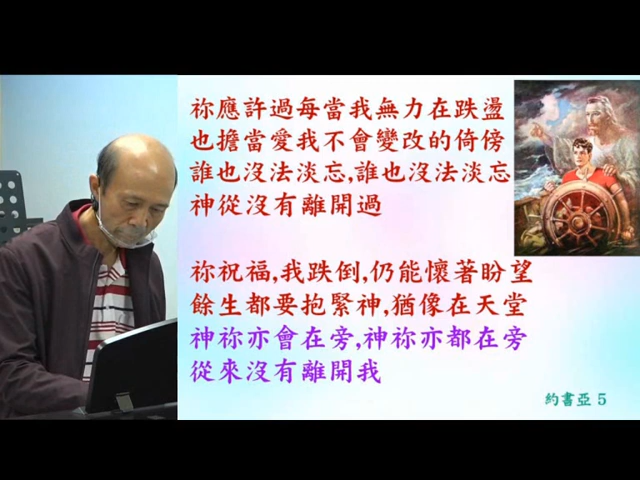 祢應許過每當我無力在跌盪
也擔當愛我不會變改的倚傍
誰也沒法淡忘,誰也沒法淡忘
神從沒有離開過
祢祝福,我跌倒,仍能懷著盼望
餘生都要抱緊神,猶像在天堂
神祢亦會在旁,神祢亦都在旁
從來沒有離開我
約書亞 5